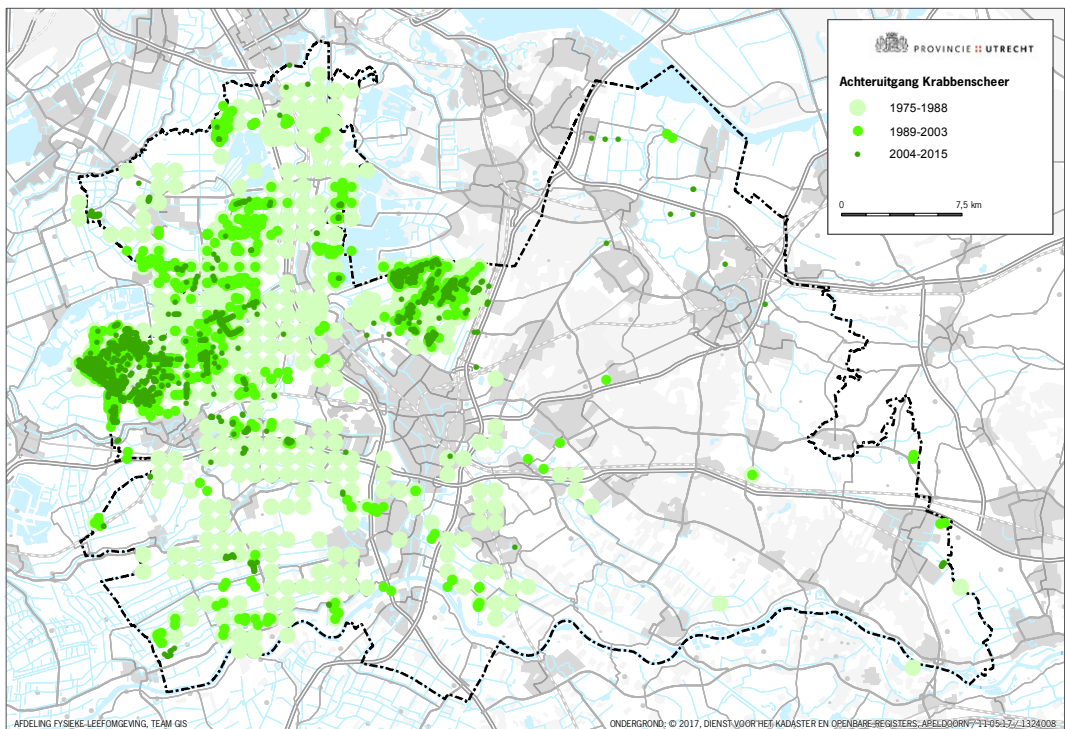 PROVINCIE UTRECHT
Achteruitgang Krabbenscheer
1975-1988
1989-2003
2004-2015
0 7,5 km
AFDELING FYSIEKE LEEFOMGEVING, TEAM GIS
ONDERGROND: © 2017, DIENST VOOR HET KADASTER EN OPENBARE REGISTERS, APELDOORN / 11-05-17 / 1324008